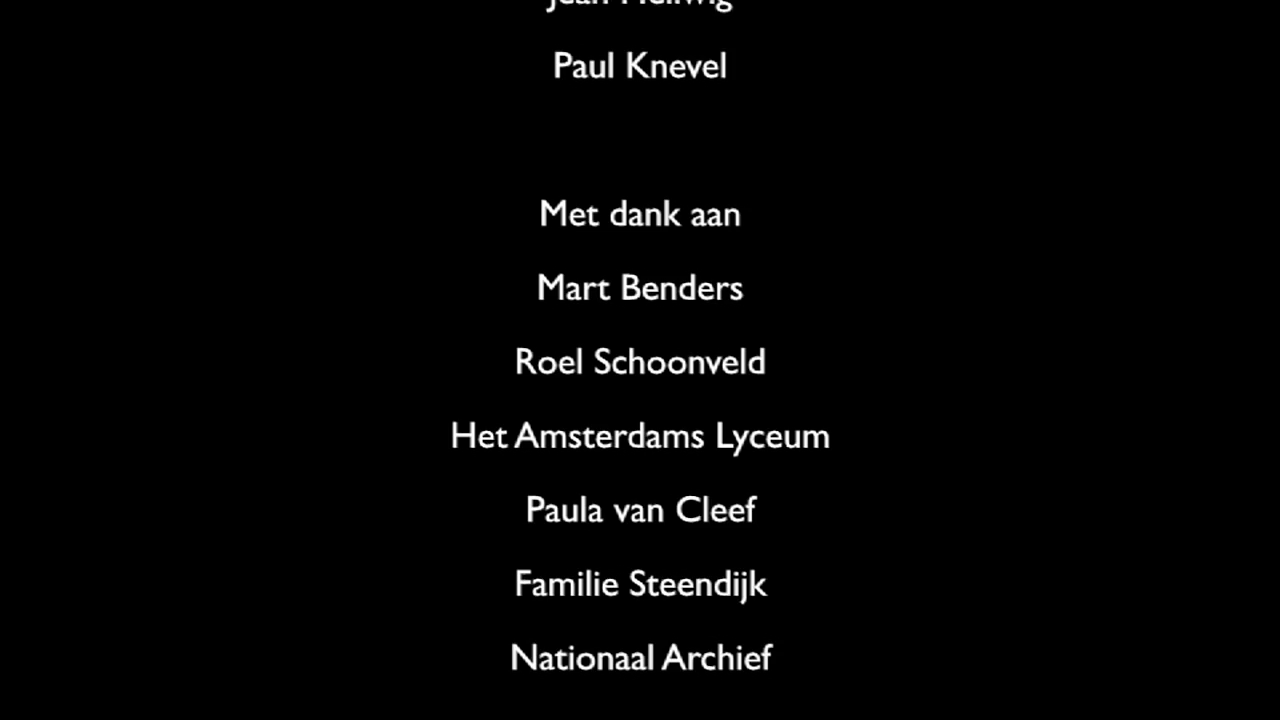 Paul Knevel
Met dank aan
Mart Benders
Roel Schoonveld
Het Amsterdams Lyceum
Paula van Cleef
Familie Steendijk
Nationaal Archief